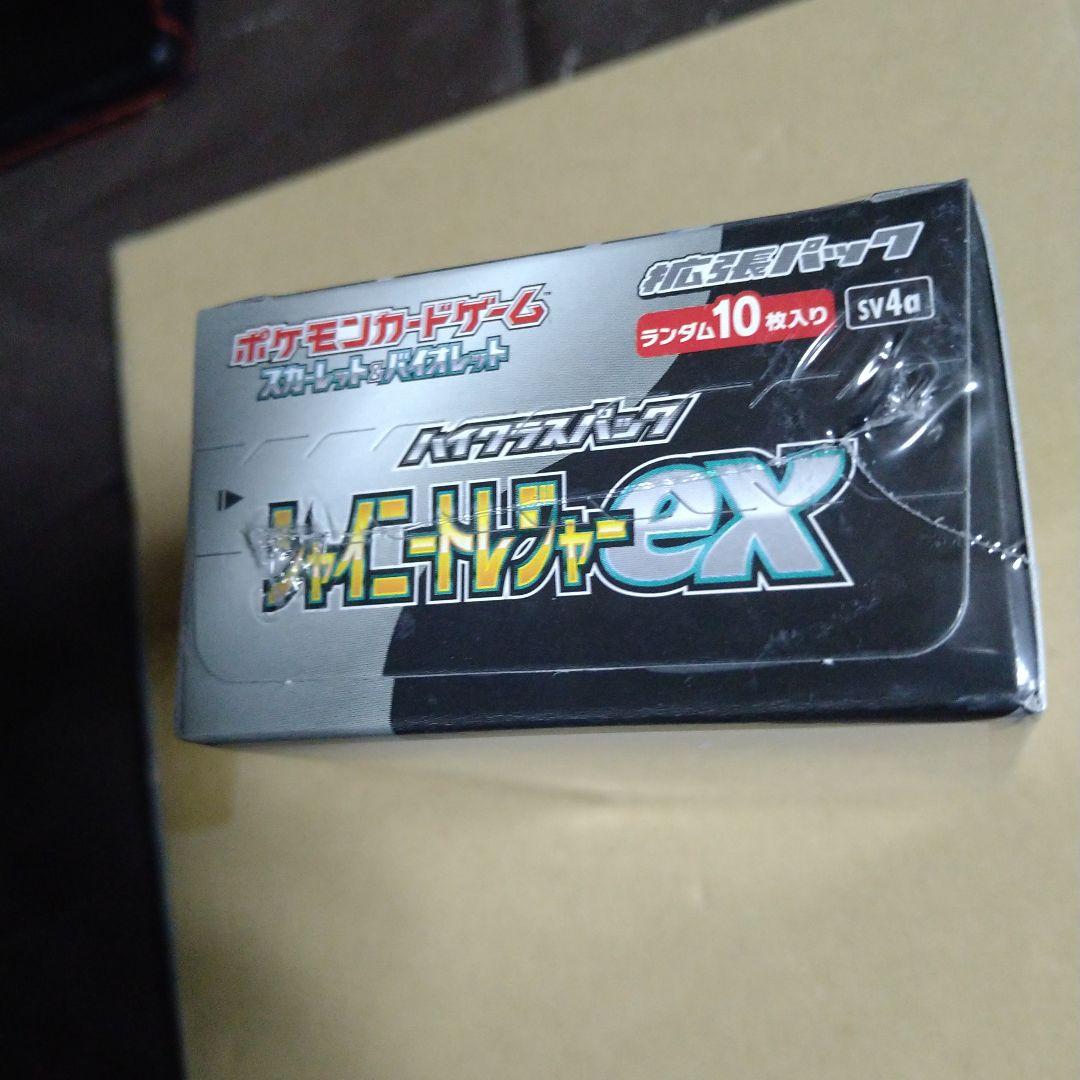 拡張パック
ポケモンカードゲーム
スカーレット&バイオレット
ランダム10枚入り
sv4a
ハイクラスパック
シャイニートレジャーex